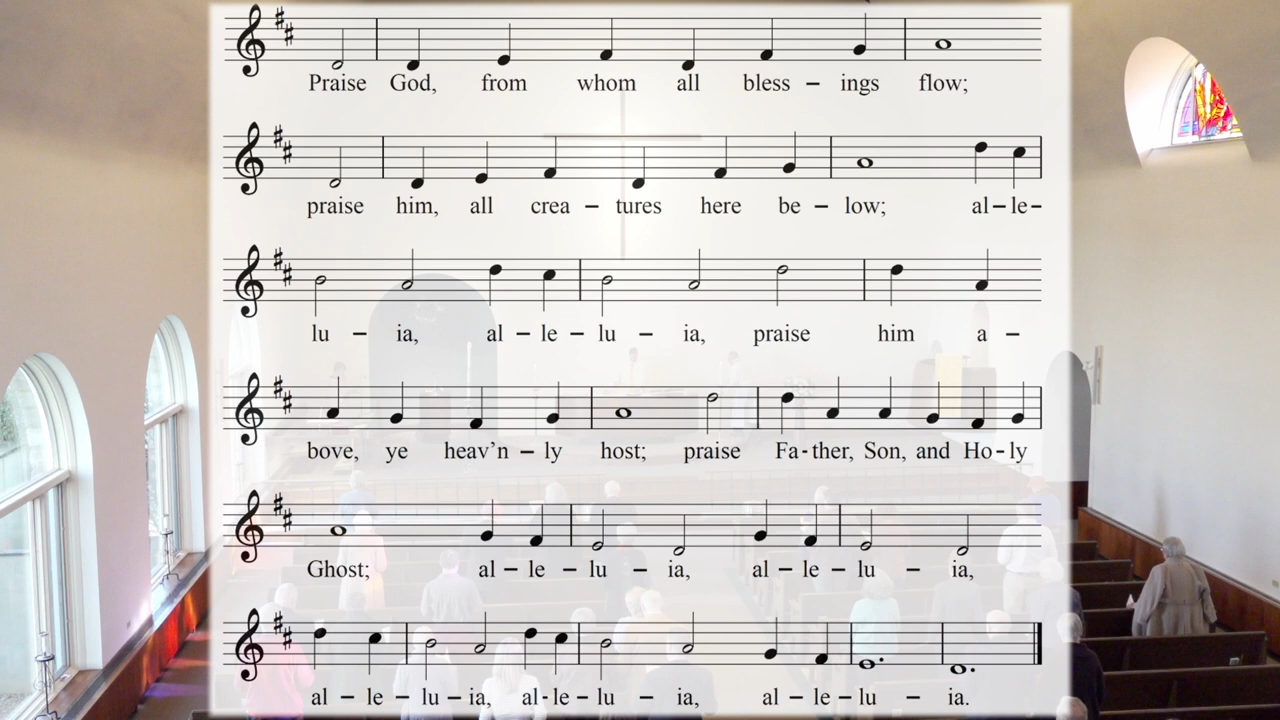 Praise God, from whom all bless – ings flow;
praise him, all crea – tures here be – low; al – le –
lu – ia, al – le – lu – ia, praise him a –
bove, ye heav’n – ly host; praise Fa - ther, Son, and Ho - ly
Ghost; al – le – lu – ia, al – le – lu – ia,
al – le – lu – ia, al - le – lu – ia, al – le – lu – ia.